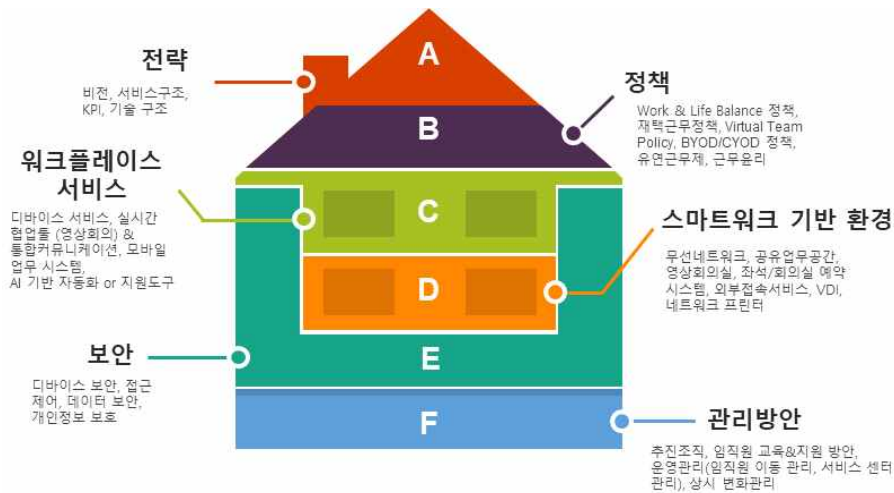 A
전략
비전, 서비스구조,
KPI, 기술 구조
B
정책
Work & Life Balance 정책,
재택근무정책, Virtual Team
Policy, BYOD/CYOD 정책,
유연근무제, 근무윤리
워크플레이스
서비스
디바이스 서비스, 실시간
협업툴 (영상회의) &
통합커뮤니케이션, 모바일
업무 시스템,
AI 기반 자동화 or 지원도구
C
스마트워크 기반 환경
무선네트워크, 공유업무공간,
영상회의실, 좌석/회의실 예약
시스템, 외부접속서비스, VDI,
네트워크 프린터
D
보안
디바이스 보안, 접근
제어, 데이터 보안,
개인정보 보호
E
F
관리방안
추진조직, 임직원 교육&지원 방안,
운영관리(임직원 이동 관리, 서비스 센터
관리), 상시 변화관리